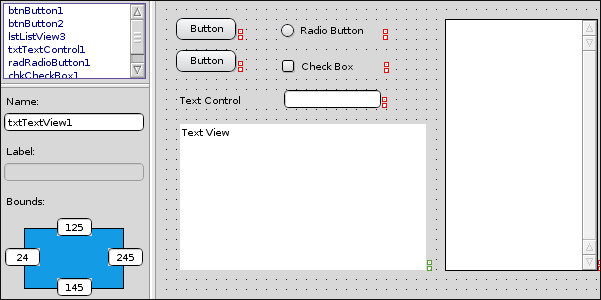 btnButton1
btnButton2
lstListView3
txtTextControl1
radRadioButton1
chkCheckBox1
Name:
txtTextView1
Label:
Bounds:
125
24
245
145
Button
Radio Button
Button
Check Box
Text Control
Text View